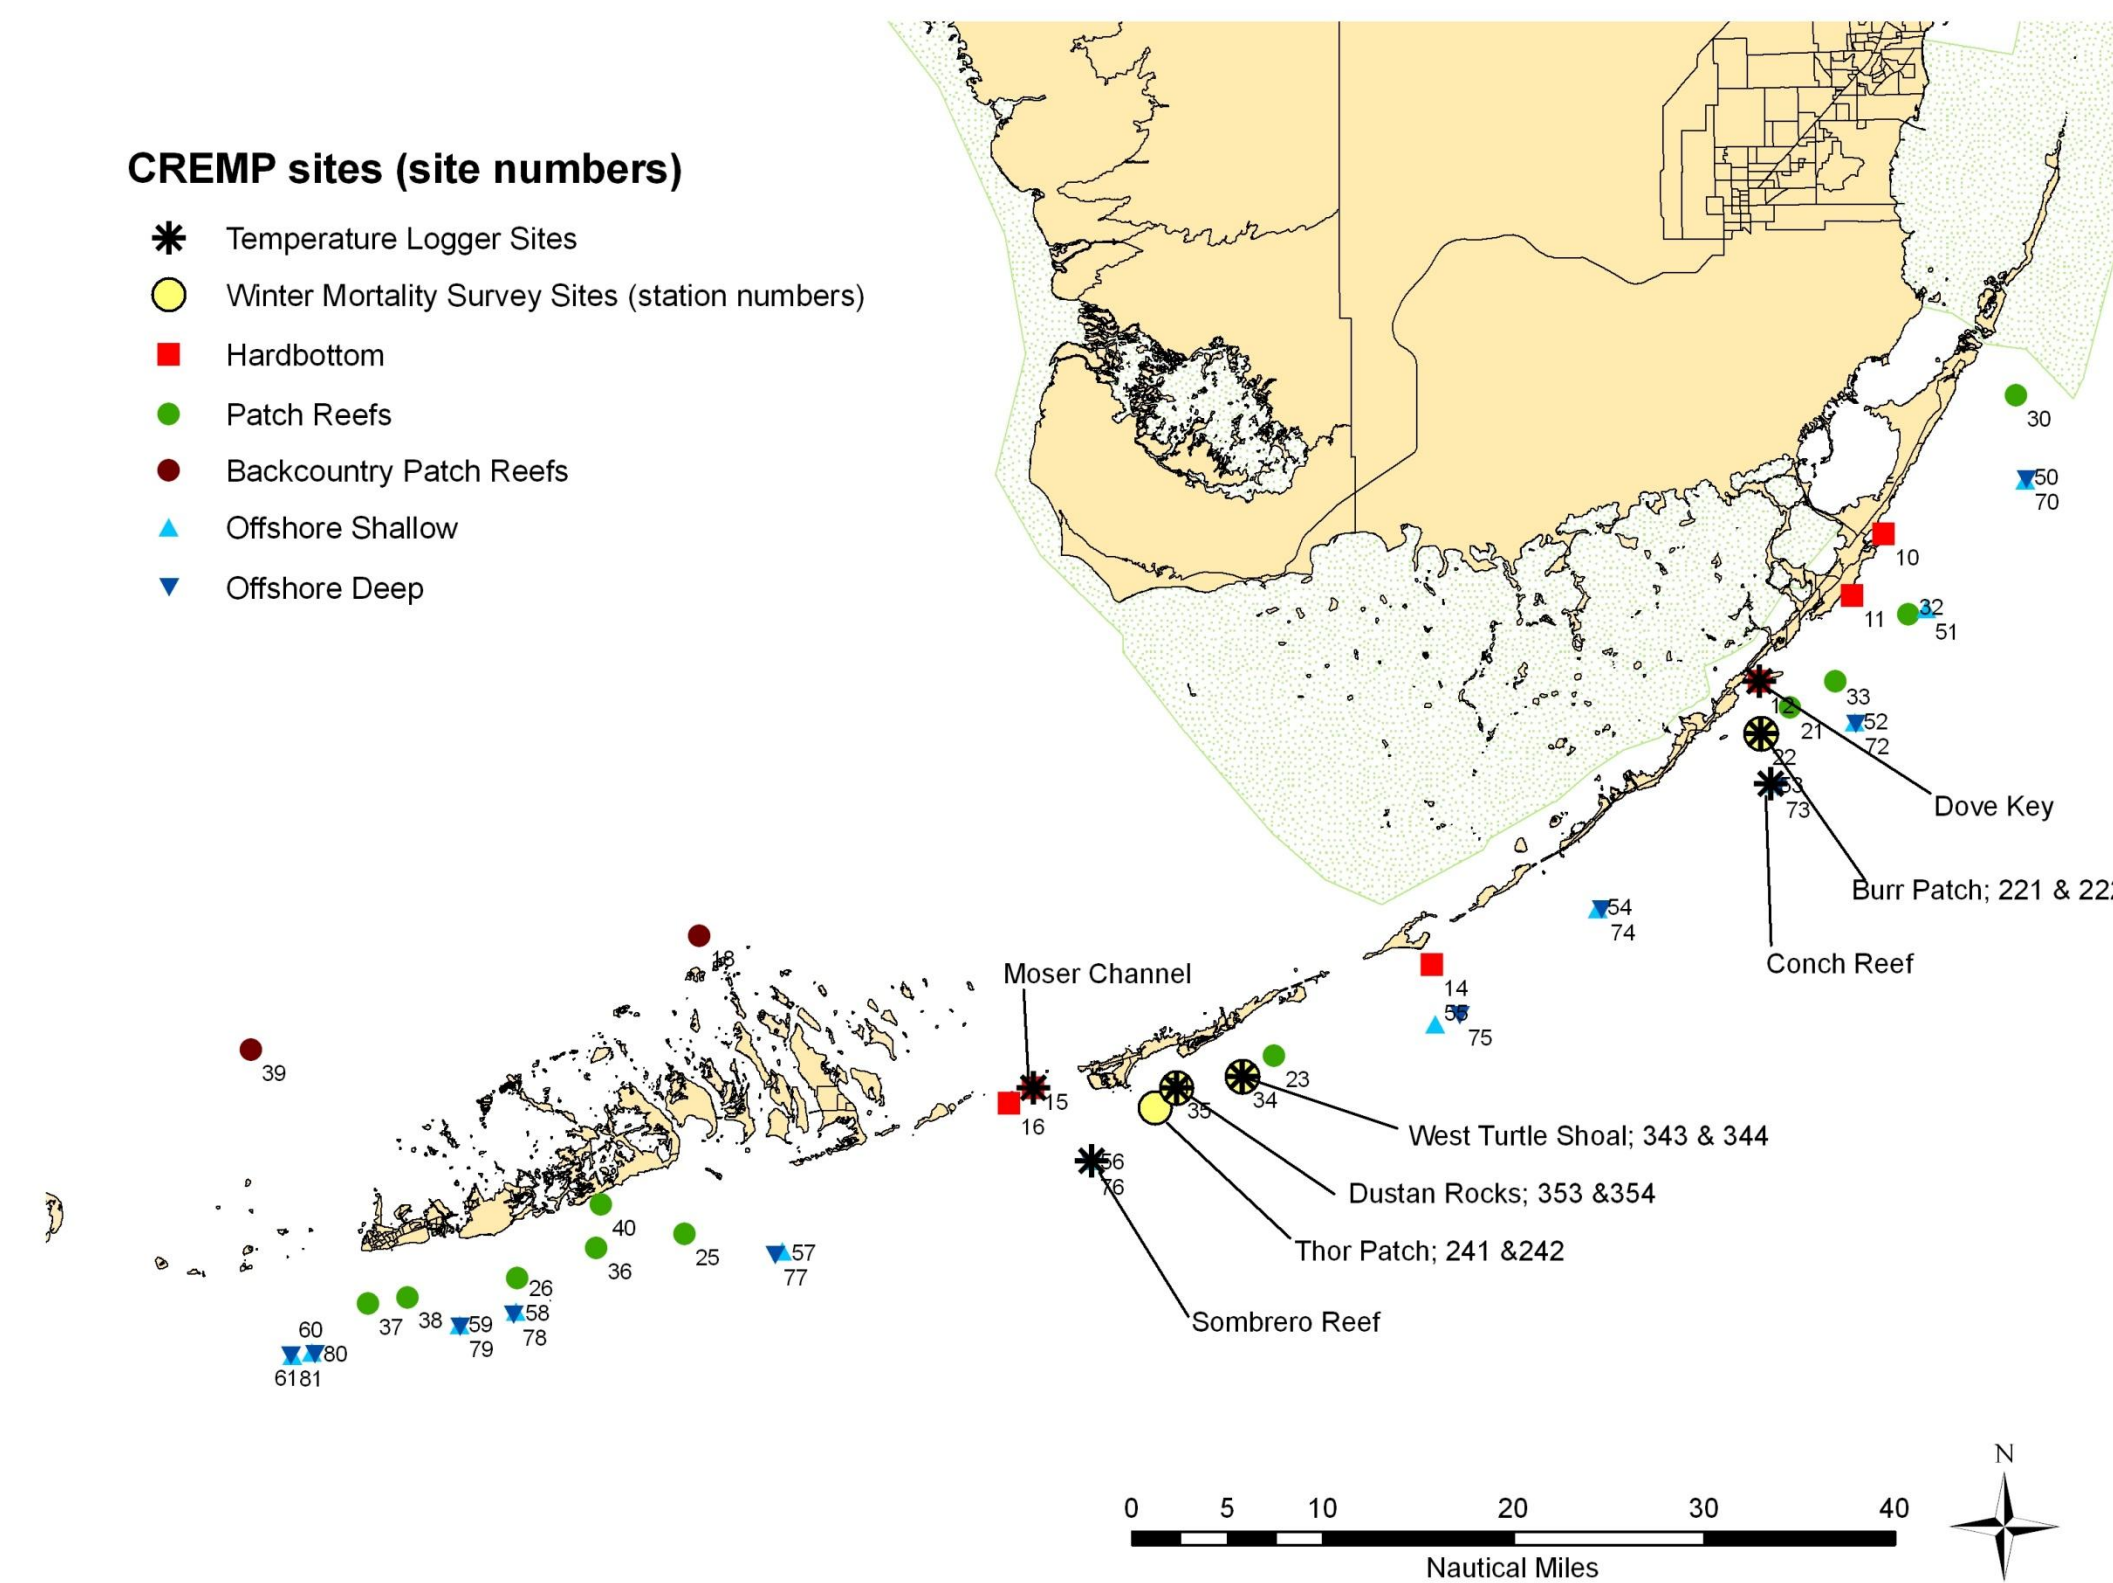 CREMP sites (site numbers)
Temperature Logger Sites
Winter Mortality Survey Sites (station numbers)
Hardbottom
Patch Reefs
Backcountry Patch Reefs
Offshore Shallow
Offshore Deep
30
50
70
10
11
32
51
33
12
21
52
72
22
53
73
Dove Key
Burr Patch; 221 & 22
Conch Reef
54
74
18
Moser Channel
14
55
75
39
23
15
34
35
16
West Turtle Shoal; 343 & 344
56
76
Dustan Rocks; 353 &354
40
Thor Patch; 241 &242
36
25
57
77
26
Sombrero Reef
37
38
58
78
59
79
60
80
61 81
N
0 5 10 20 30 40
Nautical Miles